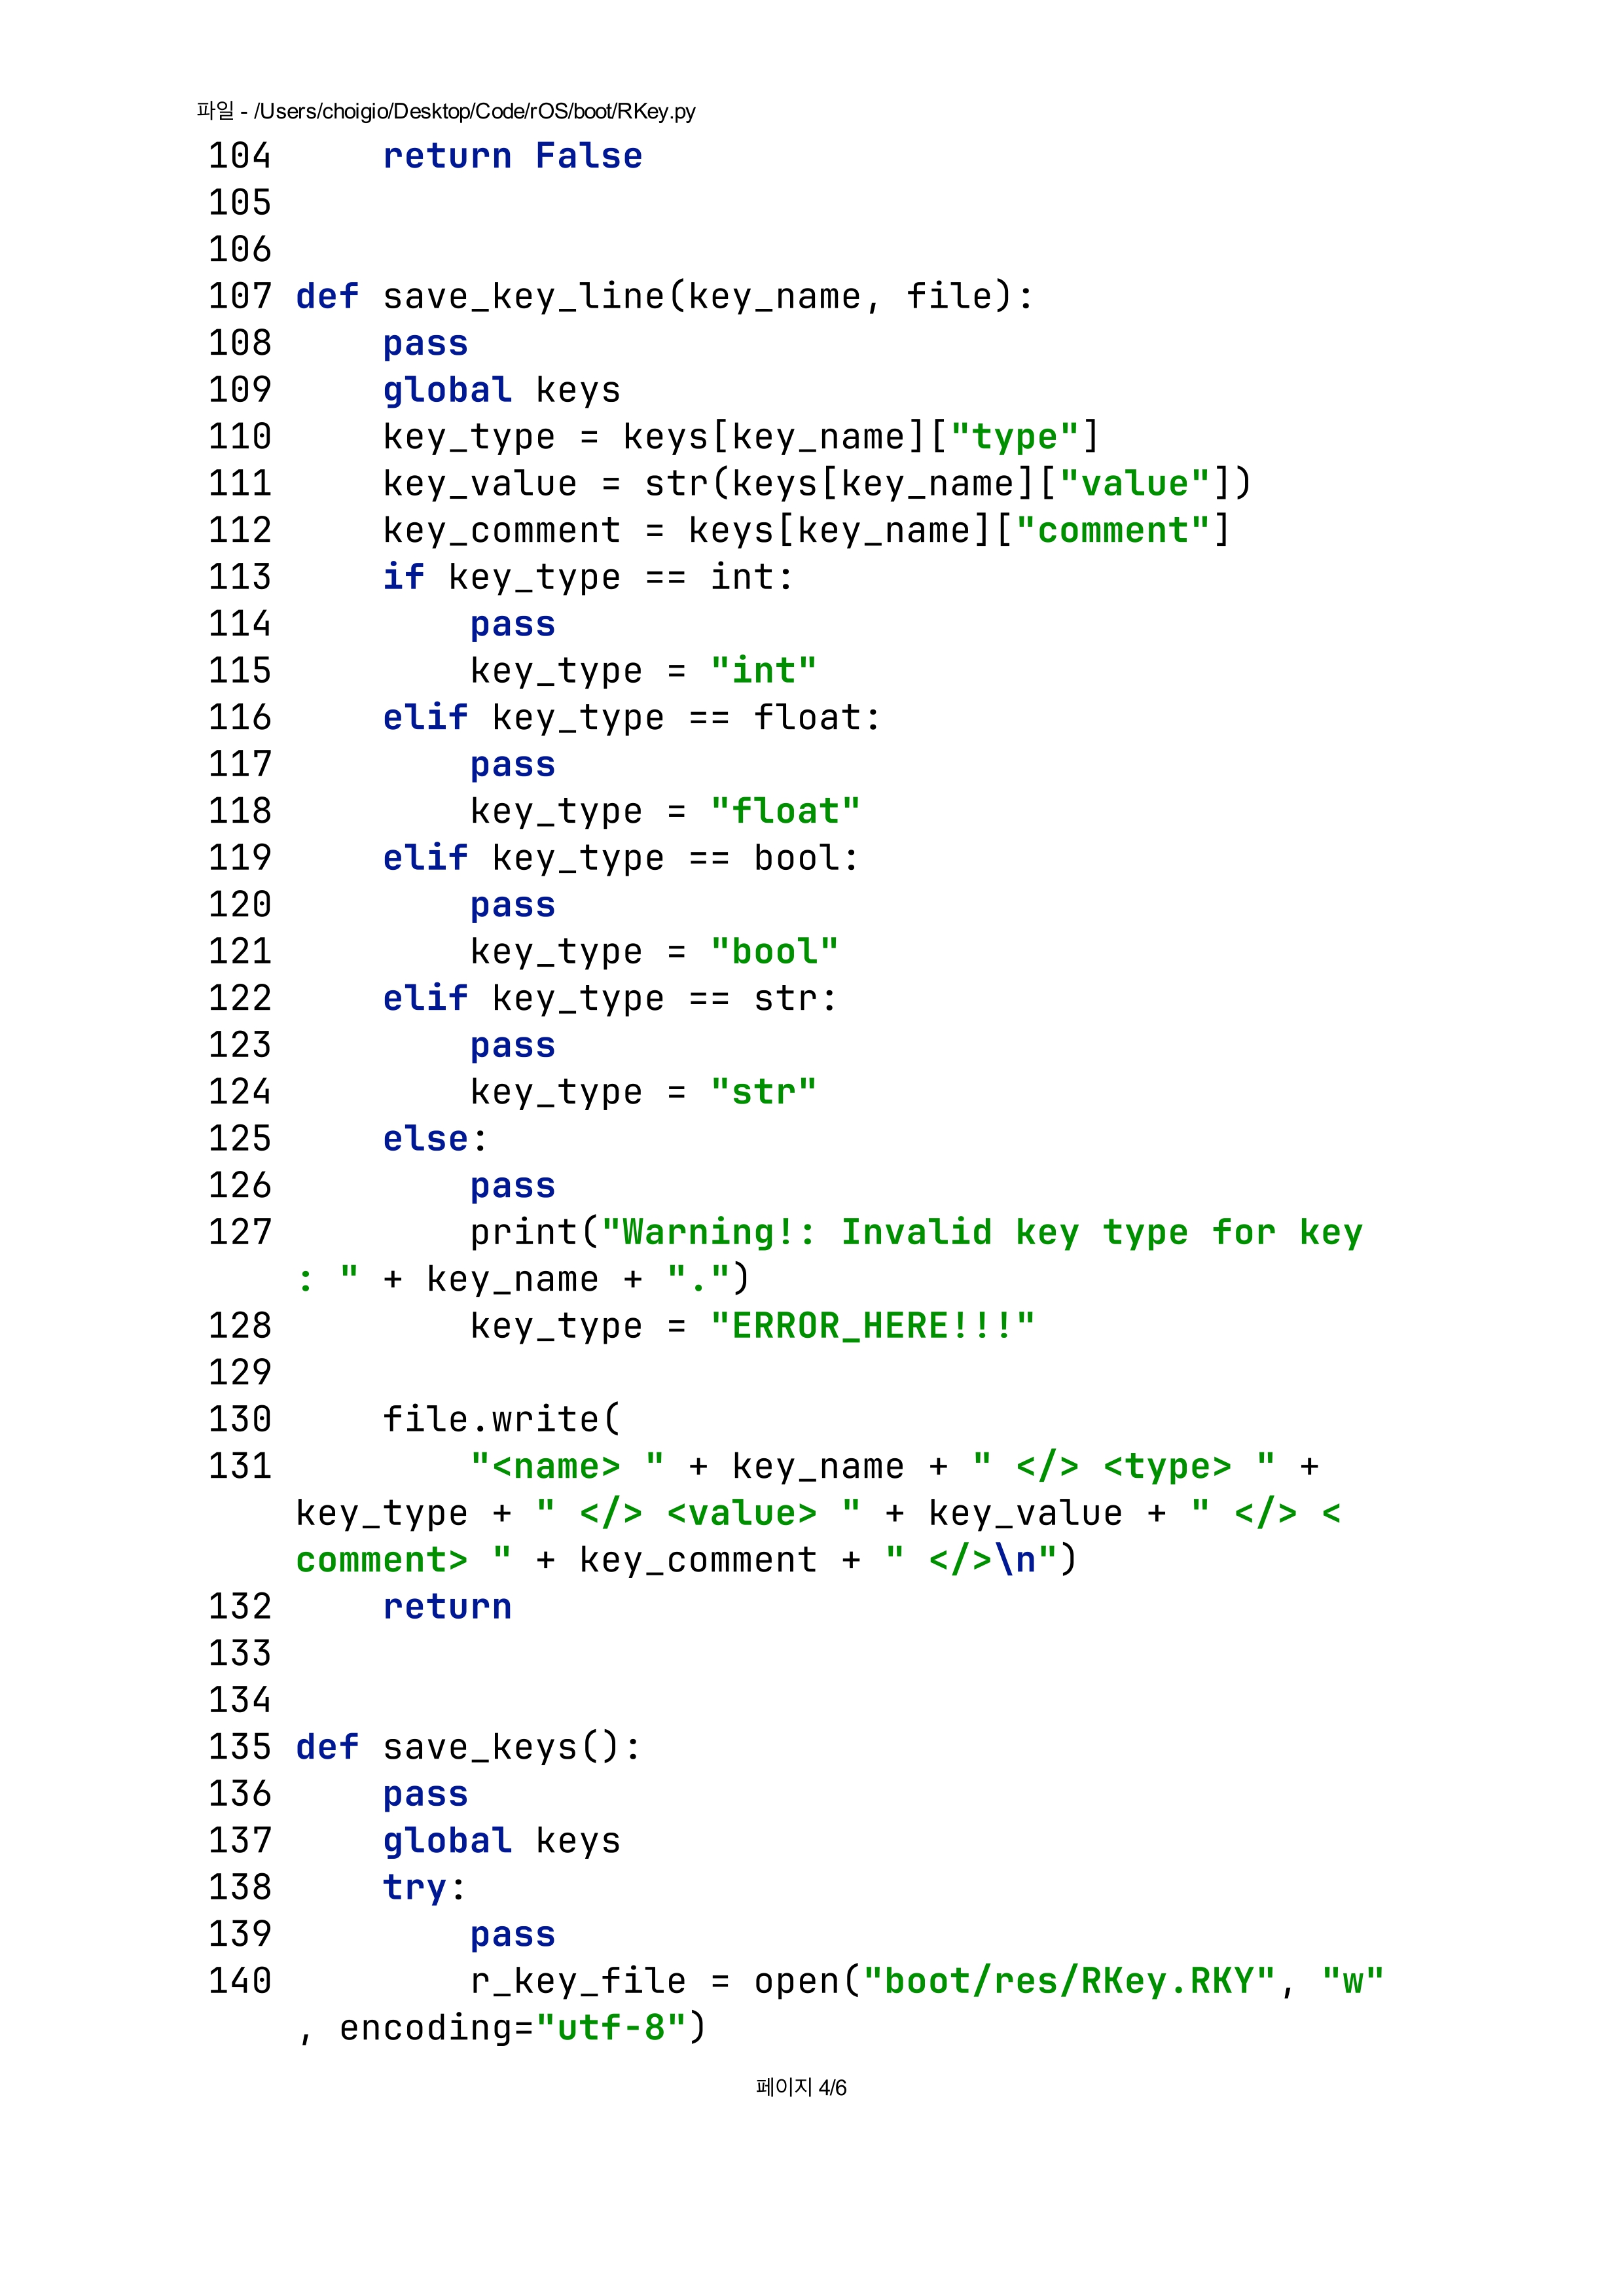 파일 - /Users/choigio/Desktop/Code/rOS/boot/RKey.py
104     return False
105
106
107 def save_key_line(key_name, file):
108     pass
109     global keys
110     key_type = keys[key_name]["type"]
111     key_value = str(keys[key_name]["value"])
112     key_comment = keys[key_name]["comment"]
113     if key_type == int:
114         pass
115         key_type = "int"
116     elif key_type == float:
117         pass
118         key_type = "float"
119     elif key_type == bool:
120         pass
121         key_type = "bool"
122     elif key_type == str:
123         pass
124         key_type = "str"
125     else:
126         pass
127         print("Warning!: Invalid key type for key
: " + key_name + ".")
128         key_type = "ERROR_HERE!!!"
129
130     file.write(
131         "<name> " + key_name + " </> <type> " +
key_type + " </> <value> " + key_value + " </> <
comment> " + key_comment + " </>\n")
132     return
133
134
135 def save_keys():
136     pass
137     global keys
138     try:
139         pass
140         r_key_file = open("boot/res/RKey.RKY", "w"
, encoding="utf-8")
페이지 4/6